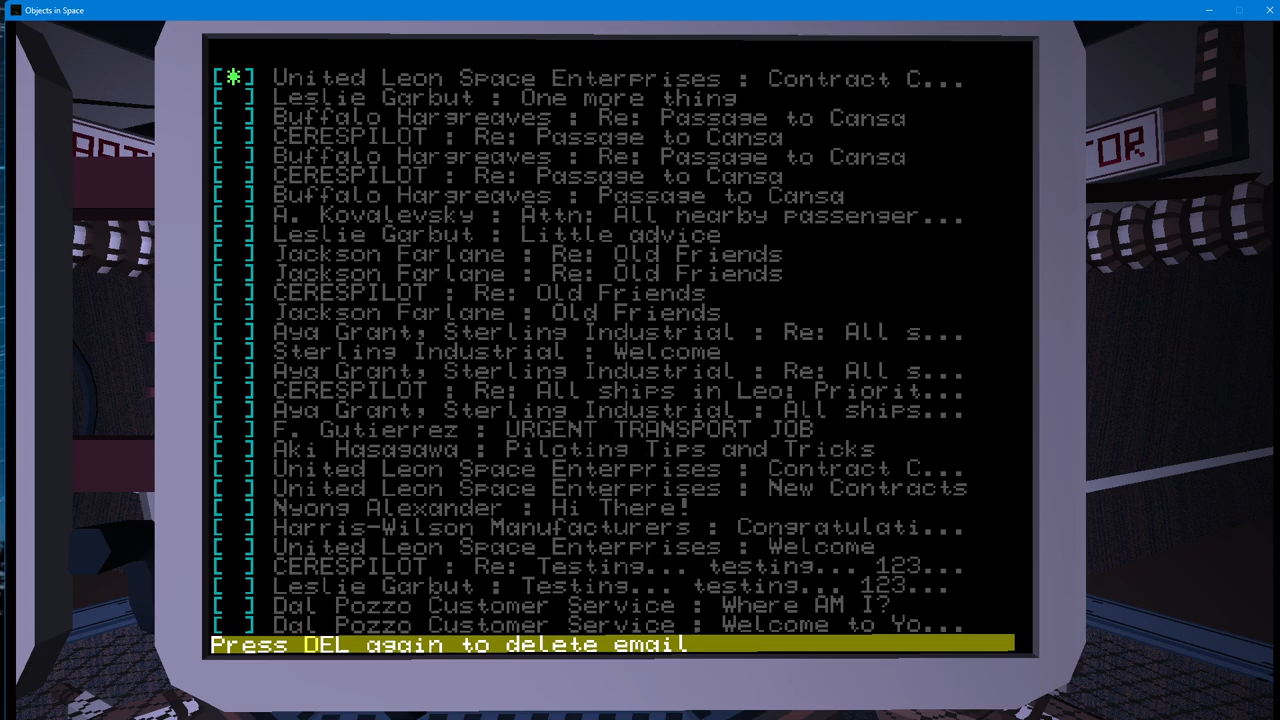 Objects in Space
[*] United Leon Space Enterprises : Contract C...
[ ] Leslie Garbut : One more thing
[ ] Buffalo Hargreaves : Re: Passage to Cansa
[ ] CERESPILOT : Re: Passage to Cansa
[ ] Buffalo Hargreaves : Re: Passage to Cansa
[ ] CERESPILOT : Re: Passage to Cansa
[ ] Buffalo Hargreaves : Passage to Cansa
[ ] A. Kovalevsky : Attn: All nearby passenger...
[ ] Leslie Garbut : Little advice
[ ] Jackson Farlane : Re: Old Friends
[ ] Jackson Farlane : Re: Old Friends
[ ] CERESPILOT : Re: Old Friends
[ ] Jackson Farlane : Old Friends
[ ] Aya Grant, Sterling Industrial : Re: All s...
[ ] Sterling Industrial : Welcome
[ ] Aya Grant, Sterling Industrial : Re: All s...
[ ] CERESPILOT : Re: All ships in Leo: Priorit...
[ ] Aya Grant, Sterling Industrial : All ships...
[ ] F. Gutierrez : URGENT TRANSPORT JOB
[ ] Aki Hasagawa : Piloting Tips and Tricks
[ ] United Leon Space Enterprises : Contract C...
[ ] United Leon Space Enterprises : New Contracts
[ ] Nyong Alexander : Hi There!
[ ] Harris-Wilson Manufacturers : Congratulati...
[ ] United Leon Space Enterprises : Welcome
[ ] CERESPILOT : Re: Testing... testing... 123...
[ ] Leslie Garbut : Testing... testing... 123...
[ ] Dal Pozzo Customer Service : Where AM I?
[ ] Dal Pozzo Customer Service : Welcome to Yo...
Press DEL again to delete email
TOR